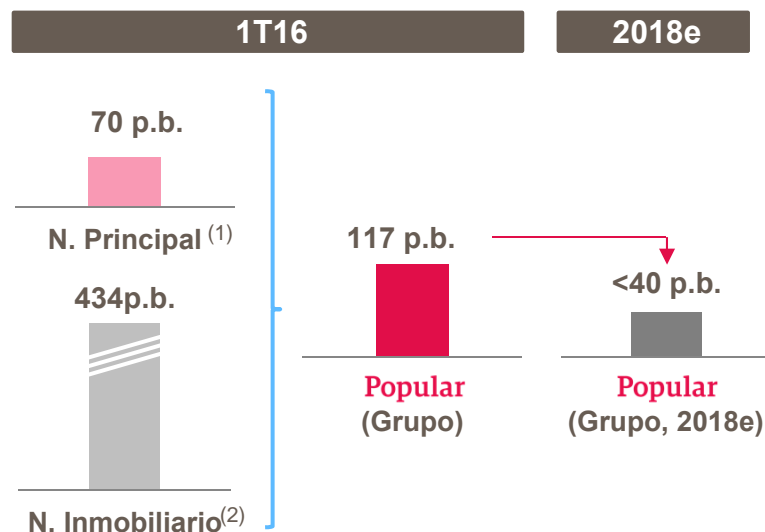 1T16
2018e
70 p.b.
N. Principal (1)
434p.b.
N. Inmobiliario(2)
117 p.b.
Popular
(Grupo)
<40 p.b.
Popular
(Grupo, 2018e)